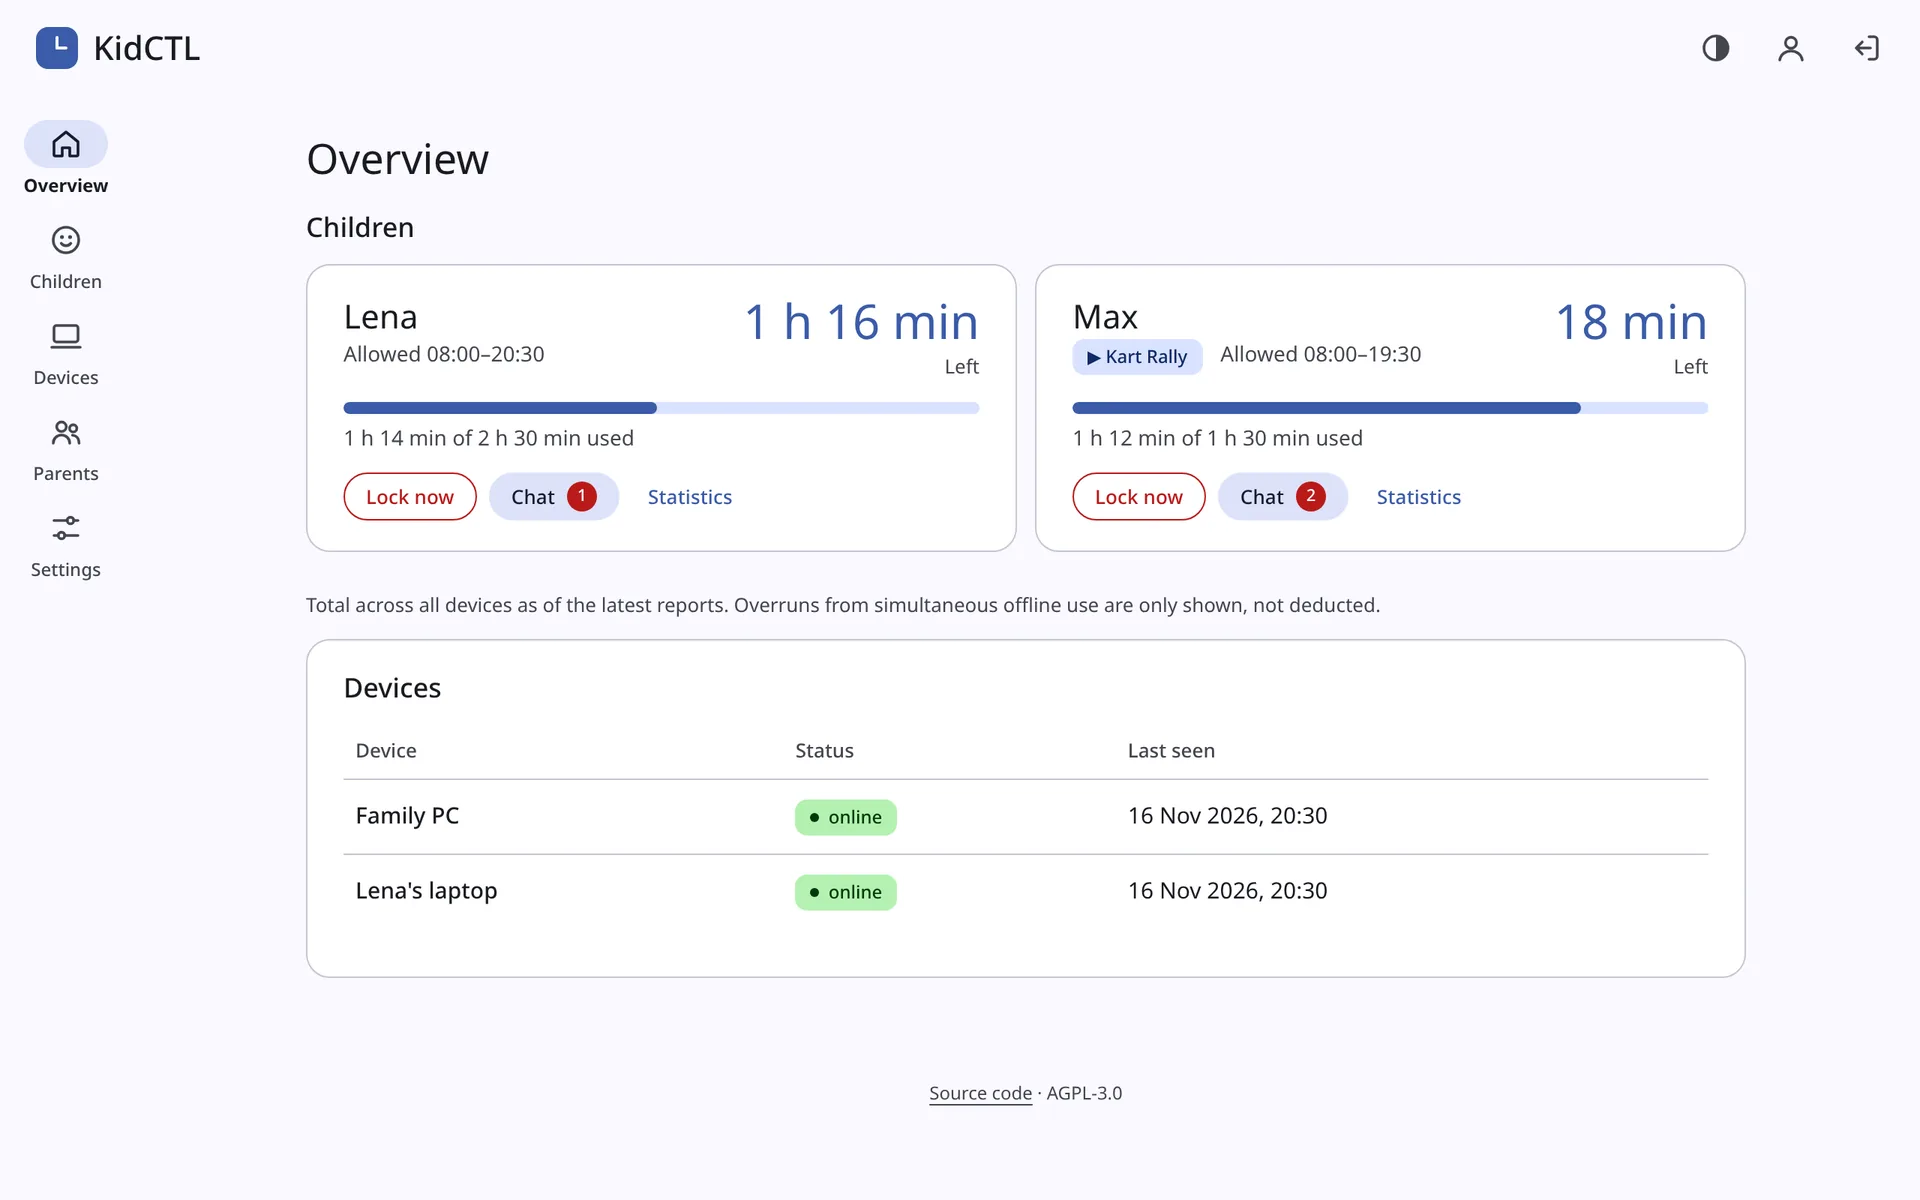 KidCTL
Overview
Children
Devices
Parents
Settings
Overview
Children
Lena
Allowed 08:00–20:30
1 h 16 min
Left
1 h 14 min of 2 h 30 min used
Lock now
Chat 1
Statistics
Max
▶ Kart Rally
Allowed 08:00–19:30
18 min
Left
1 h 12 min of 1 h 30 min used
Lock now
Chat 2
Statistics
Total across all devices as of the latest reports. Overruns from simultaneous offline use are only shown, not deducted.
Devices
Device Status Last seen
Family PC online 16 Nov 2026, 20:30
Lena's laptop online 16 Nov 2026, 20:30
Source code · AGPL-3.0